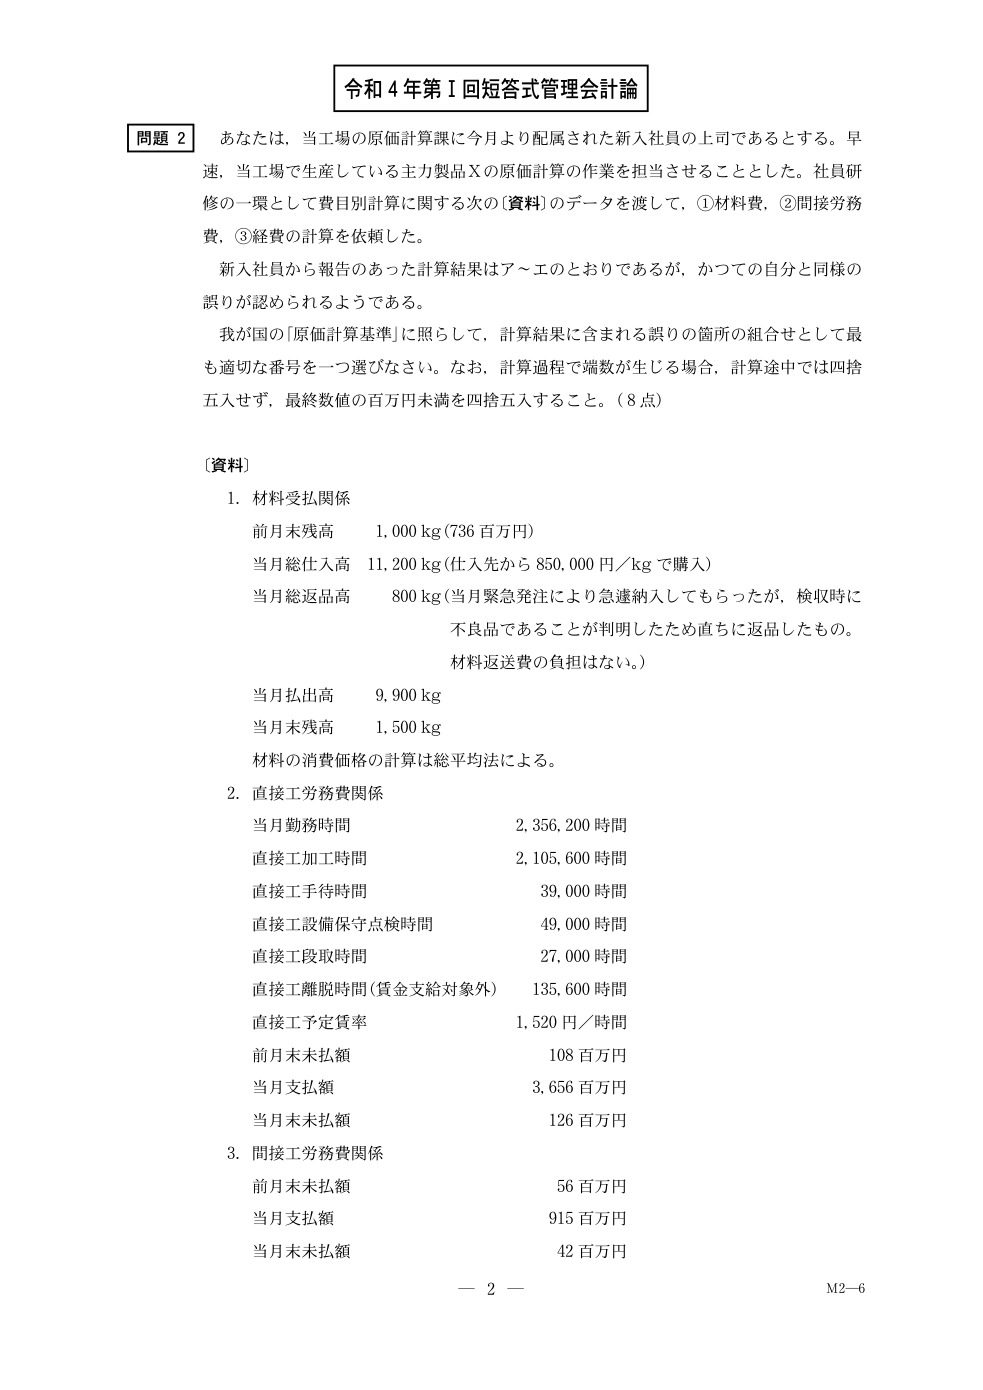 令和4年第Ⅰ回短答式管理会計論
問題 2 あなたは，当工場の原価計算課に今月より配属された新入社員の上司であるとする。早
速，当工場で生産している主力製品Ｘの原価計算の作業を担当させることとした。社員研
修の一環として費目別計算に関する次の〔資料〕のデータを渡して，①材料費，②間接労務
費，③経費の計算を依頼した。
新入社員から報告のあった計算結果はア～エのとおりであるが，かつての自分と同様の
誤りが認められるようである。
我が国の「原価計算基準」に照らして，計算結果に含まれる誤りの箇所の組合せとして最
も適切な番号を一つ選びなさい。なお，計算過程で端数が生じる場合，計算途中では四捨
五入せず，最終数値の百万円未満を四捨五入すること。（8点）
〔資料〕
1. 材料受払関係
前月末残高 1,000 kg（736 百万円）
当月総仕入高 11,200 kg（仕入先から 850,000 円／kg で購入）
当月総返品高 800 kg（当月緊急発注により急遽納入してもらったが，検収時に
不良品であることが判明したため直ちに返品したもの。
材料返送費の負担はない。）
当月払出高 9,900 kg
当月末残高 1,500 kg
材料の消費価格の計算は総平均法による。
2. 直接工労務費関係
当月勤務時間 2,356,200 時間
直接工加工時間 2,105,600 時間
直接工手待時間 39,000 時間
直接工設備保守点検時間 49,000 時間
直接工段取時間 27,000 時間
直接工離脱時間（賃金支給対象外） 135,600 時間
直接工予定賃率 1,520 円／時間
前月末未払額 108 百万円
当月支払額 3,656 百万円
当月末未払額 126 百万円
3. 間接工労務費関係
前月末未払額 56 百万円
当月支払額 915 百万円
当月末未払額 42 百万円
― 2 ― M2―6